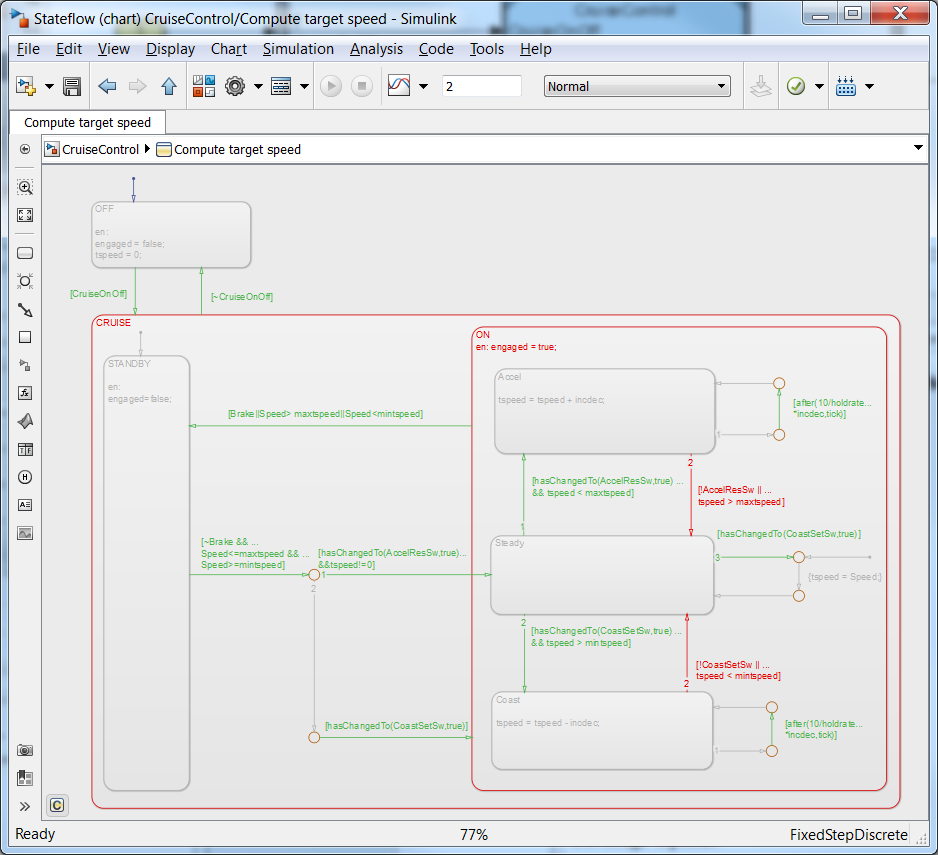 Stateflow (chart) CruiseControl/Compute target speed - Simulink
File Edit View Display Chart Simulation Analysis Code Tools Help
2
Normal
Compute target speed
CruiseControl Compute target speed
OFF
en:
engaged = false;
tspeed = 0;
[CruiseOnOff]
[~CruiseOnOff]
CRUISE
STANDBY
en:
engaged=false;
ON
en: engaged = true;
Accel
tspeed = tspeed + incdec;
1
[after(10/holdrate...
*incdec,tick)]
[Brake||Speed> maxtspeed||Speed<mintspeed]
2
[hasChangedTo(AccelResSw,true) ...
&& tspeed < maxtspeed]
1
[!AccelResSw || ...
tspeed > maxtspeed]
[~Brake && ...
Speed<=maxtspeed && ...
Speed>=mintspeed]
[hasChangedTo(AccelResSw,true)...
&&tspeed!=0]
1
2
Steady
[hasChangedTo(CoastSetSw,true)]
3
{tspeed = Speed;}
2
[hasChangedTo(CoastSetSw,true) ...
&& tspeed > mintspeed]
[!CoastSetSw || ...
tspeed < mintspeed]
2
Coast
tspeed = tspeed - incdec;
1
[after(10/holdrate...
*incdec,tick)]
[hasChangedTo(CoastSetSw,true)]
C
Ready 77% FixedStepDiscrete